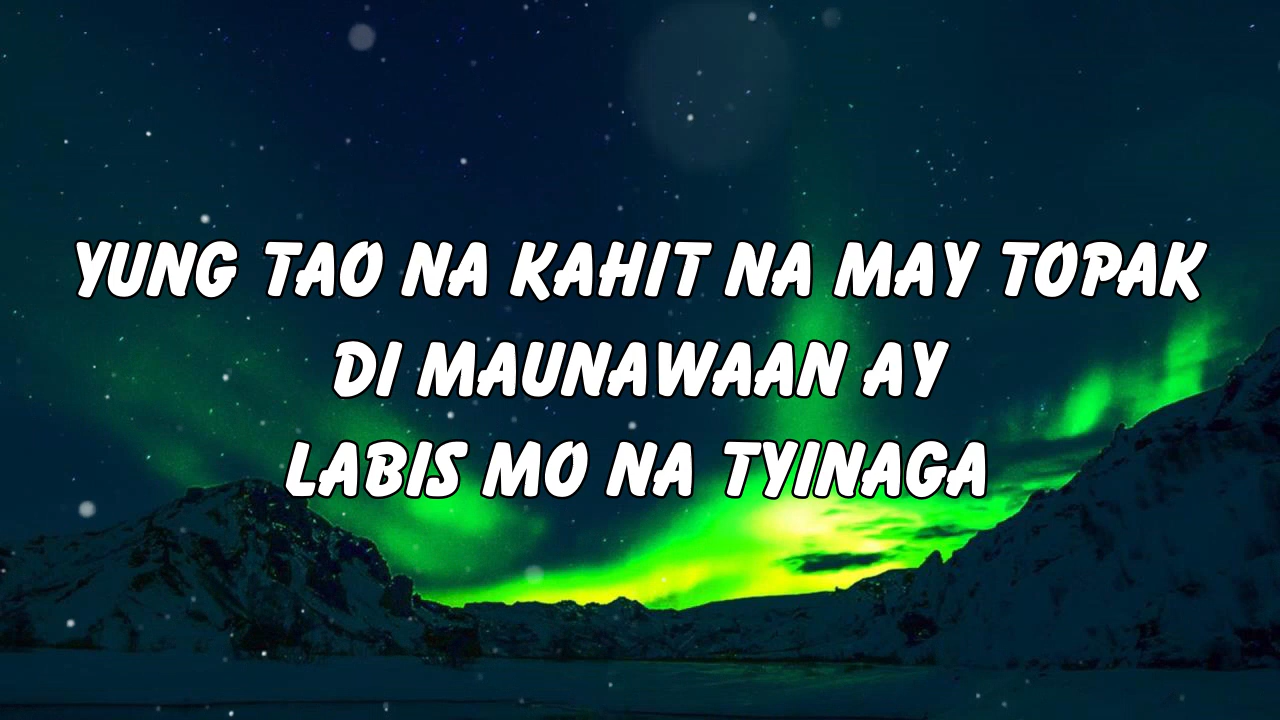 YUNG TAO NA KAHIT NA MAY TOPAK
DI MAUNAWAAN AY
LABIS MO NA TYINAGA